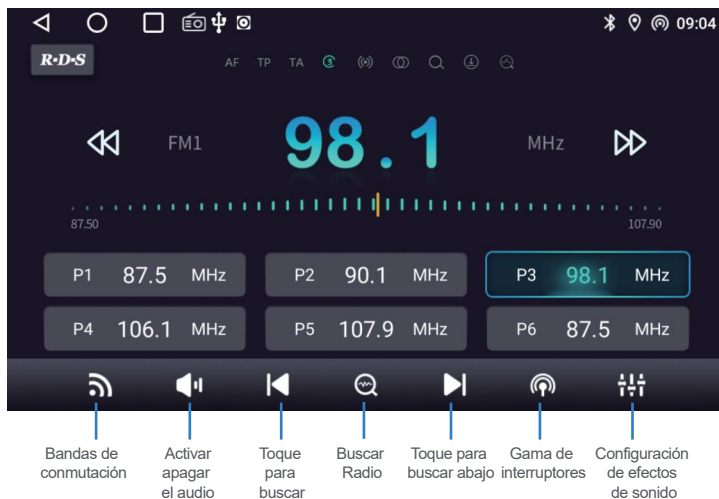 09:04
R·D·S
AF TP TA
FM1 98.1 MHz
87.50 107.90
P1 87.5 MHz
P2 90.1 MHz
P3 98.1 MHz
P4 106.1 MHz
P5 107.9 MHz
P6 87.5 MHz
Bandas de
conmutación
Activar
apagar
el audio
Toque
para
buscar
Buscar
Radio
Toque para
buscar abajo
Gama de
interruptores
Configuración
de efectos
de sonido